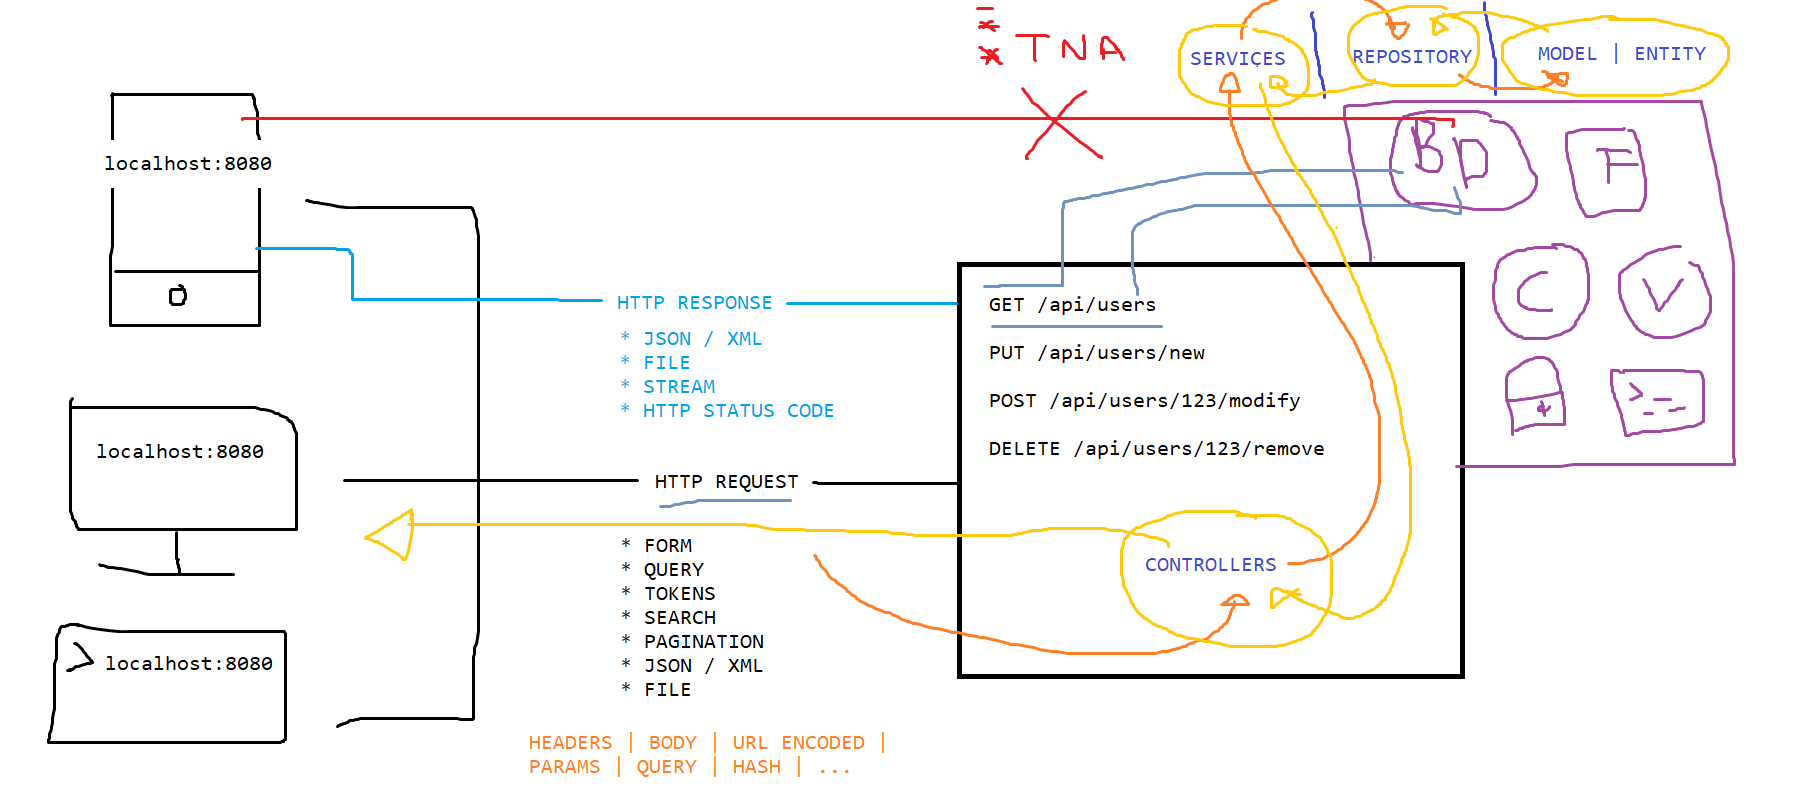 TNA
SERVICES
REPOSITORY
MODEL | ENTITY
localhost:8080
BD
F
HTTP RESPONSE
* JSON / XML
* FILE
* STREAM
* HTTP STATUS CODE
GET /api/users
PUT /api/users/new
POST /api/users/123/modify
DELETE /api/users/123/remove
C
V
>_
localhost:8080
HTTP REQUEST
* FORM
* QUERY
* TOKENS
* SEARCH
* PAGINATION
* JSON / XML
* FILE
CONTROLLERS
> localhost:8080
HEADERS | BODY | URL ENCODED |
PARAMS | QUERY | HASH | ...